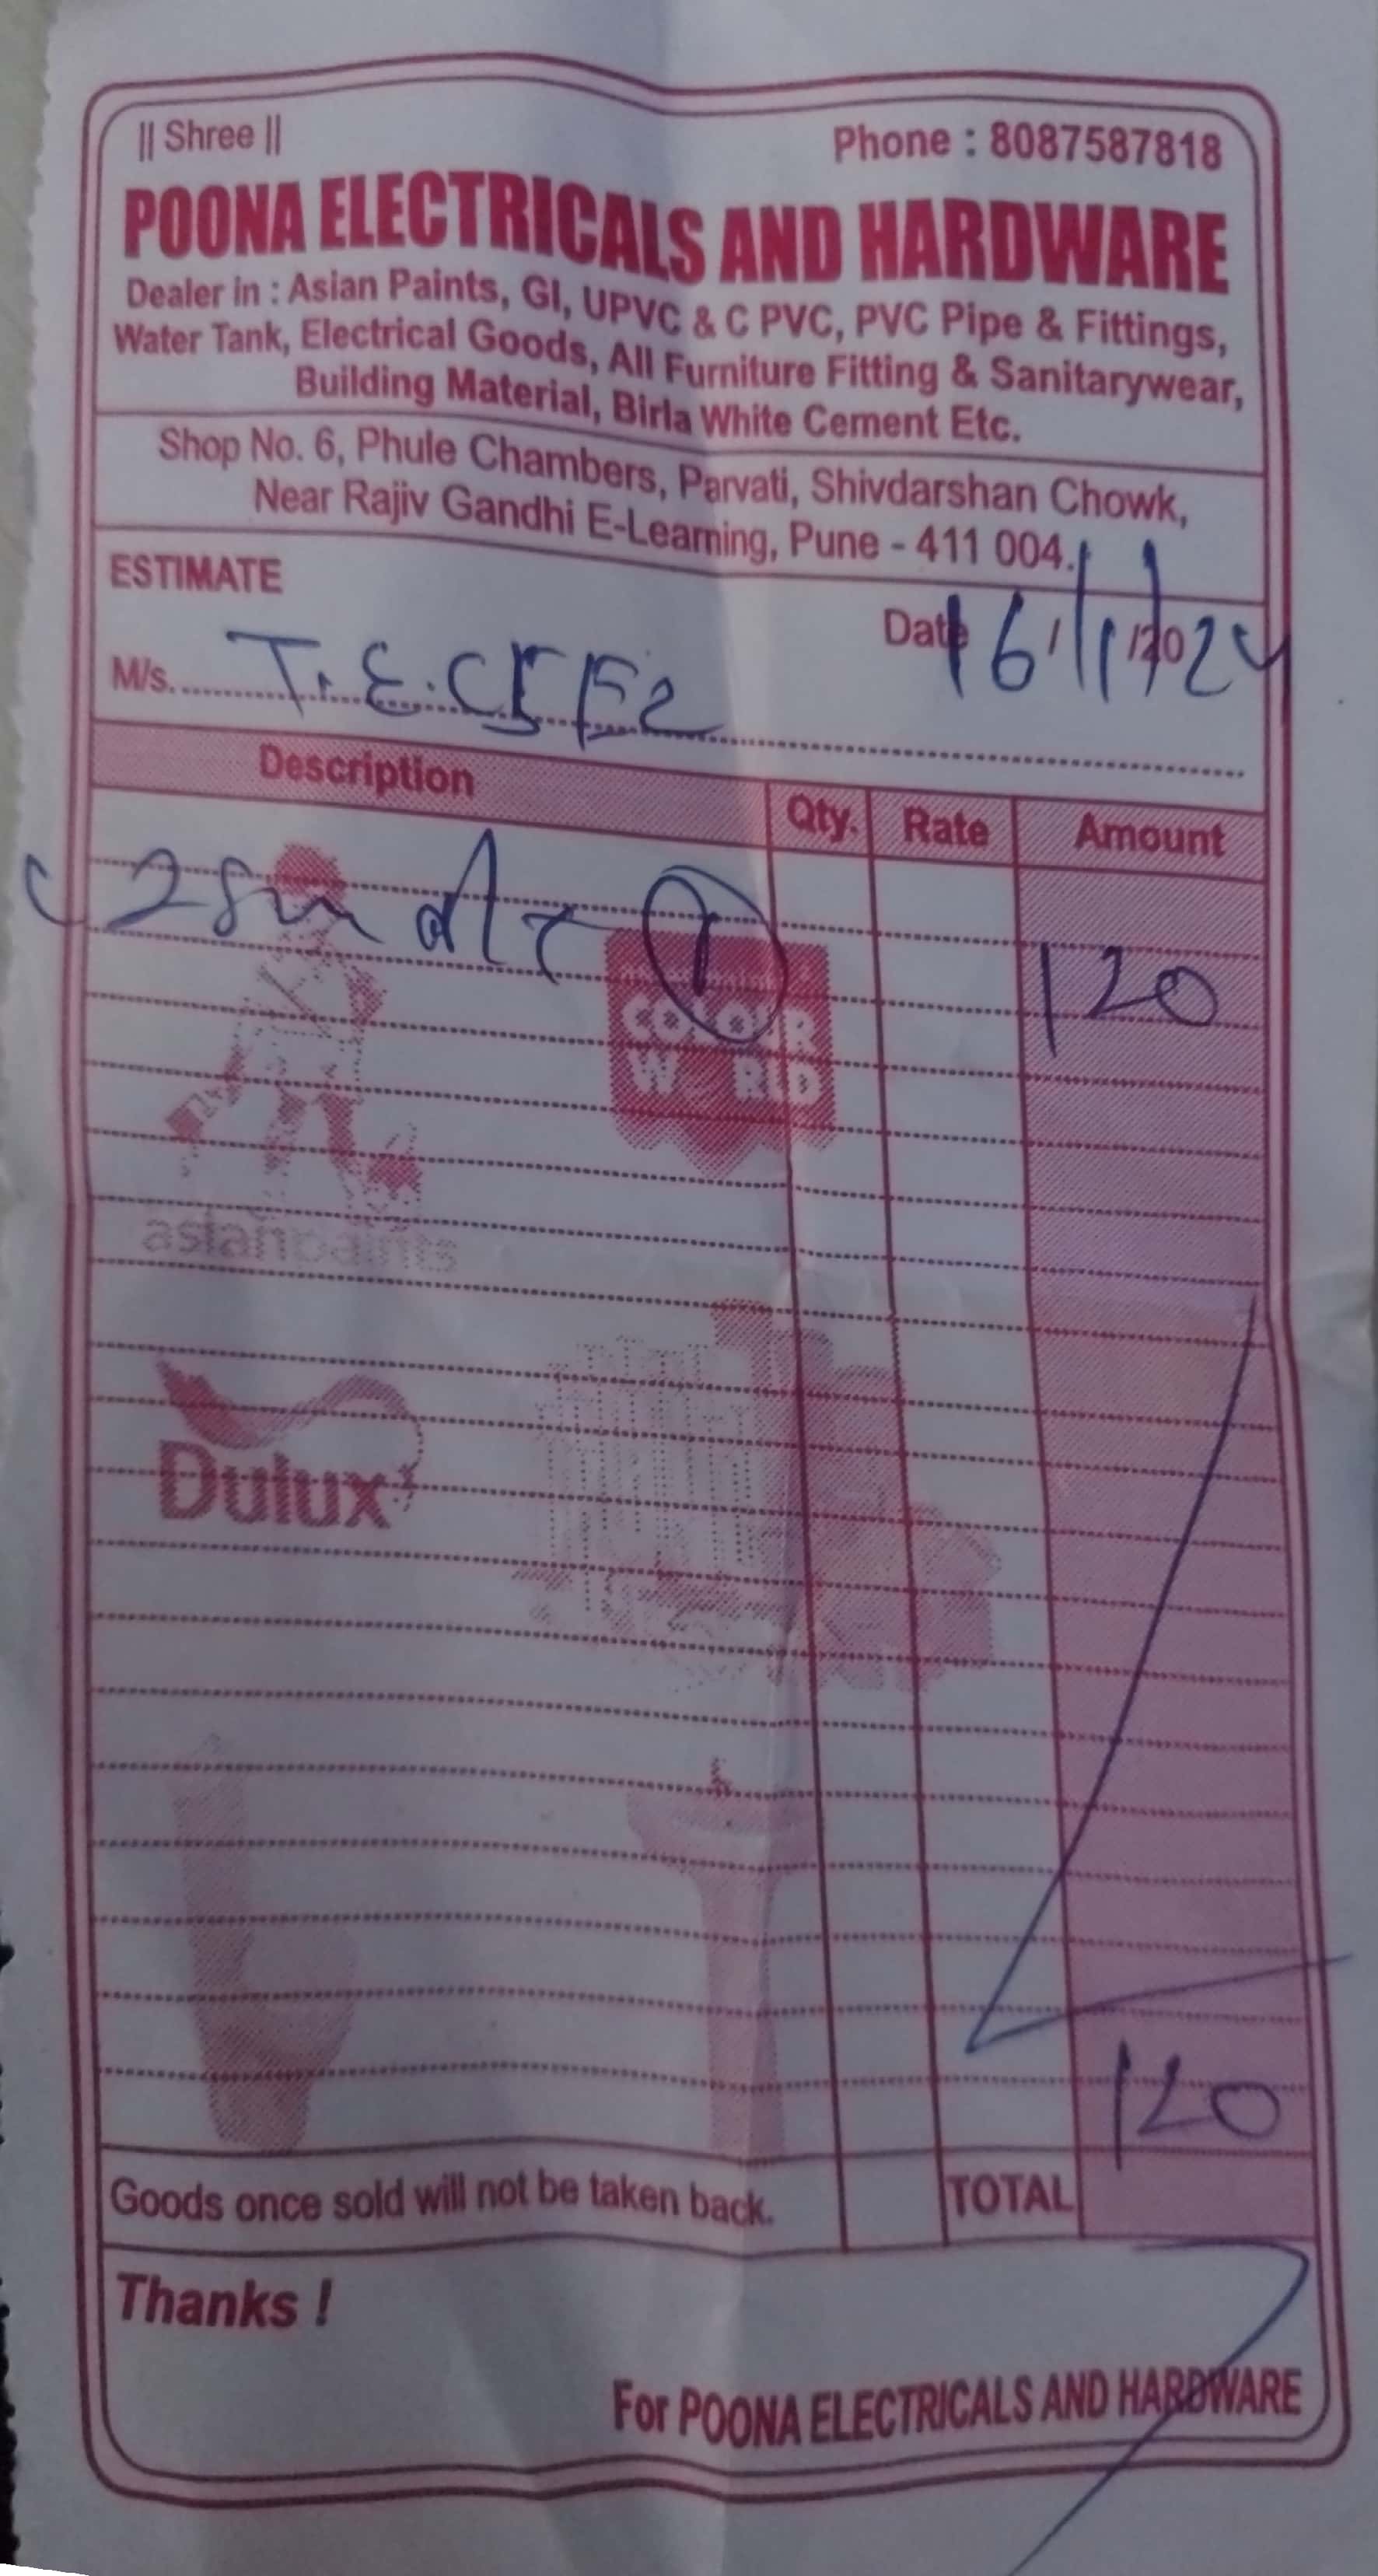 || Shree ||
Phone : 8087587818
POONA ELECTRICALS AND HARDWARE
Dealer in : Asian Paints, GI, UPVC & C PVC, PVC Pipe & Fittings,
Water Tank, Electrical Goods, All Furniture Fitting & Sanitarywear,
Building Material, Birla White Cement Etc.
Shop No. 6, Phule Chambers, Parvati, Shivdarshan Chowk,
Near Rajiv Gandhi E-Learning, Pune - 411 004.
ESTIMATE
Date 16/1/2024
M/s. T.E.
Description Qty. Rate Amount
120
COLOUR
WORLD
asianpaints
Dulux
120
Goods once sold will not be taken back. TOTAL
Thanks !
For POONA ELECTRICALS AND HARDWARE